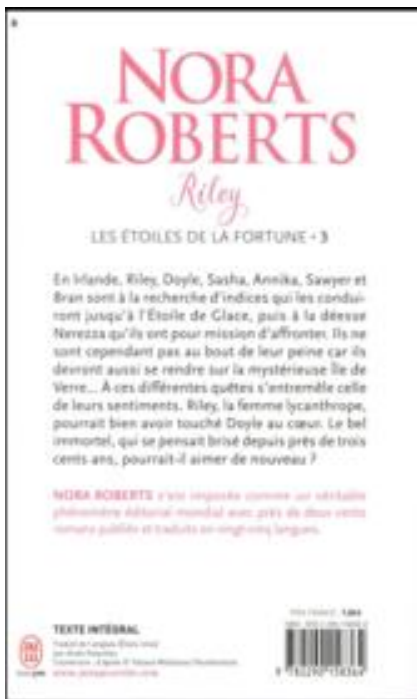 NORA
ROBERTS
Riley
LES ÉTOILES DE LA FORTUNE • 3
En Irlande, Riley, Doyle, Sasha, Annika, Sawyer et
Bran sont à la recherche d'indices qui les condui-
ront jusqu'à l'Étoile de Glace, puis à la déesse
Nerezza qu'ils ont pour mission d'affronter. Ils ne
sont cependant pas au bout de leur peine car ils
devront aussi se rendre sur la mystérieuse Île de
Verre... À ces différentes quêtes s'entremêle celle
de leurs sentiments. Riley, la femme lycanthrope,
pourrait bien avoir touché Doyle au cœur. Le bel
immortel, qui se pensait brisé depuis près de trois
cents ans, pourrait-il aimer de nouveau ?
NORA ROBERTS s'est imposée comme un véritable
phénomène éditorial mondial avec près de deux cents
romans publiés et traduits en vingt-cinq langues.
TEXTE INTÉGRAL